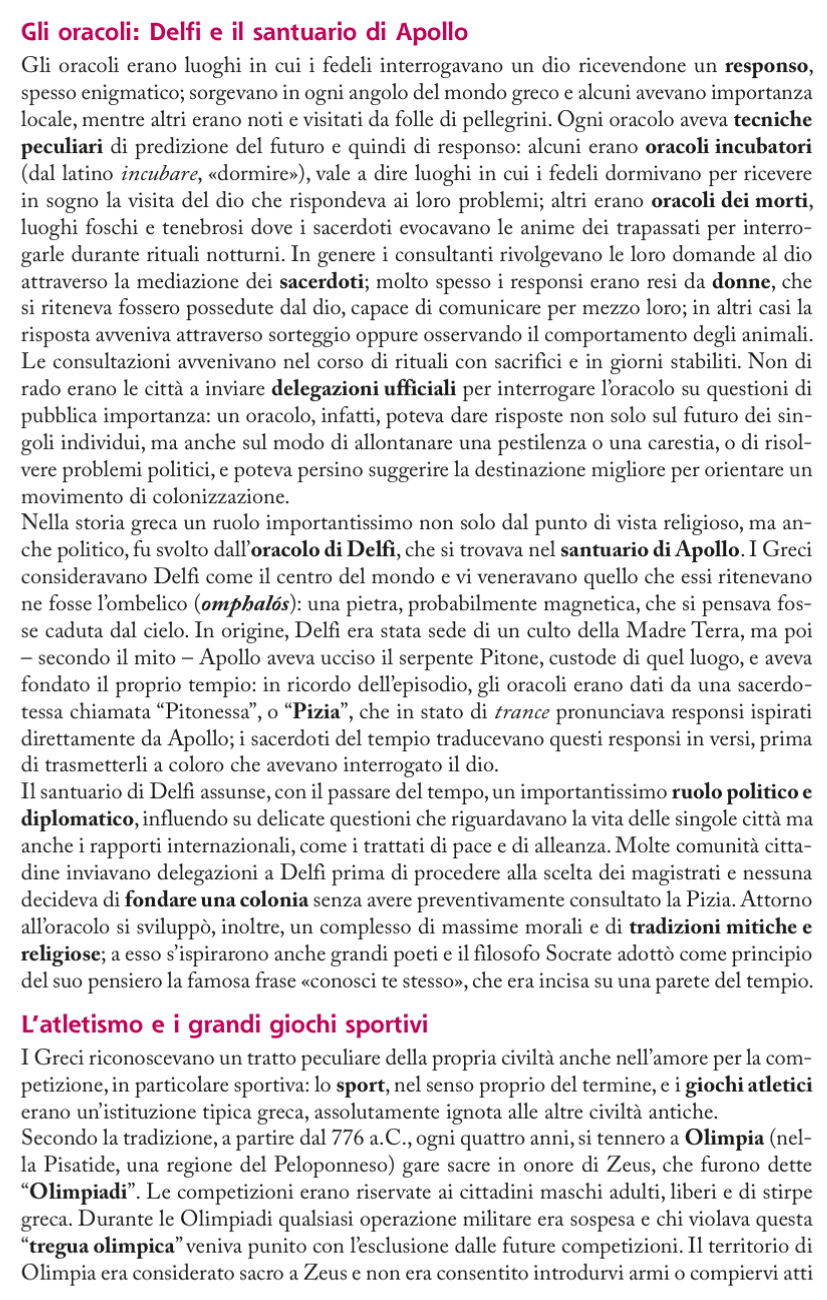 Gli oracoli: Delfi e il santuario di Apollo
Gli oracoli erano luoghi in cui i fedeli interrogavano un dio ricevendone un responso,
spesso enigmatico; sorgevano in ogni angolo del mondo greco e alcuni avevano importanza
locale, mentre altri erano noti e visitati da folle di pellegrini. Ogni oracolo aveva tecniche
peculiari di predizione del futuro e quindi di responso: alcuni erano oracoli incubatori
(dal latino incubare, «dormire»), vale a dire luoghi in cui i fedeli dormivano per ricevere
in sogno la visita del dio che rispondeva ai loro problemi; altri erano oracoli dei morti,
luoghi foschi e tenebrosi dove i sacerdoti evocavano le anime dei trapassati per interro-
garle durante rituali notturni. In genere i consultanti rivolgevano le loro domande al dio
attraverso la mediazione dei sacerdoti; molto spesso i responsi erano resi da donne, che
si riteneva fossero possedute dal dio, capace di comunicare per mezzo loro; in altri casi la
risposta avveniva attraverso sorteggio oppure osservando il comportamento degli animali.
Le consultazioni avvenivano nel corso di rituali con sacrifici e in giorni stabiliti. Non di
rado erano le città a inviare delegazioni ufficiali per interrogare l'oracolo su questioni di
pubblica importanza: un oracolo, infatti, poteva dare risposte non solo sul futuro dei sin-
goli individui, ma anche sul modo di allontanare una pestilenza o una carestia, o di risol-
vere problemi politici, e poteva persino suggerire la destinazione migliore per orientare un
movimento di colonizzazione.
Nella storia greca un ruolo importantissimo non solo dal punto di vista religioso, ma an-
che politico, fu svolto dall'oracolo di Delfi, che si trovava nel santuario di Apollo. I Greci
consideravano Delfi come il centro del mondo e vi veneravano quello che essi ritenevano
ne fosse l'ombelico (omphalós): una pietra, probabilmente magnetica, che si pensava fos-
se caduta dal cielo. In origine, Delfi era stata sede di un culto della Madre Terra, ma poi
– secondo il mito – Apollo aveva ucciso il serpente Pitone, custode di quel luogo, e aveva
fondato il proprio tempio: in ricordo dell'episodio, gli oracoli erano dati da una sacerdo-
tessa chiamata "Pitonessa", o "Pizia", che in stato di trance pronunciava responsi ispirati
direttamente da Apollo; i sacerdoti del tempio traducevano questi responsi in versi, prima
di trasmetterli a coloro che avevano interrogato il dio.
Il santuario di Delfi assunse, con il passare del tempo, un importantissimo ruolo politico e
diplomatico, influendo su delicate questioni che riguardavano la vita delle singole città ma
anche i rapporti internazionali, come i trattati di pace e di alleanza. Molte comunità citta-
dine inviavano delegazioni a Delfi prima di procedere alla scelta dei magistrati e nessuna
decideva di fondare una colonia senza avere preventivamente consultato la Pizia. Attorno
all'oracolo si sviluppò, inoltre, un complesso di massime morali e di tradizioni mitiche e
religiose; a esso s'ispirarono anche grandi poeti e il filosofo Socrate adottò come principio
del suo pensiero la famosa frase «conosci te stesso», che era incisa su una parete del tempio.
L'atletismo e i grandi giochi sportivi
I Greci riconoscevano un tratto peculiare della propria civiltà anche nell'amore per la com-
petizione, in particolare sportiva: lo sport, nel senso proprio del termine, e i giochi atletici
erano un'istituzione tipica greca, assolutamente ignota alle altre civiltà antiche.
Secondo la tradizione, a partire dal 776 a.C., ogni quattro anni, si tennero a Olimpia (nel-
la Pisatide, una regione del Peloponneso) gare sacre in onore di Zeus, che furono dette
"Olimpiadi". Le competizioni erano riservate ai cittadini maschi adulti, liberi e di stirpe
greca. Durante le Olimpiadi qualsiasi operazione militare era sospesa e chi violava questa
"tregua olimpica" veniva punito con l'esclusione dalle future competizioni. Il territorio di
Olimpia era considerato sacro a Zeus e non era consentito introdurvi armi o compiervi atti